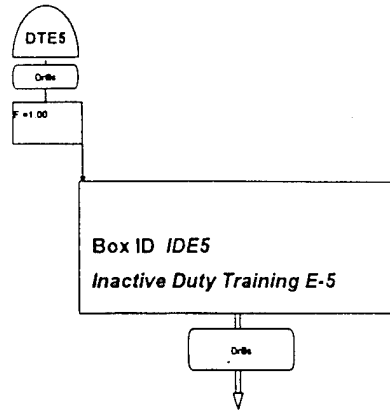 DTE5
Drills
F =1.00
Box ID IDE5
Inactive Duty Training E-5
Drills